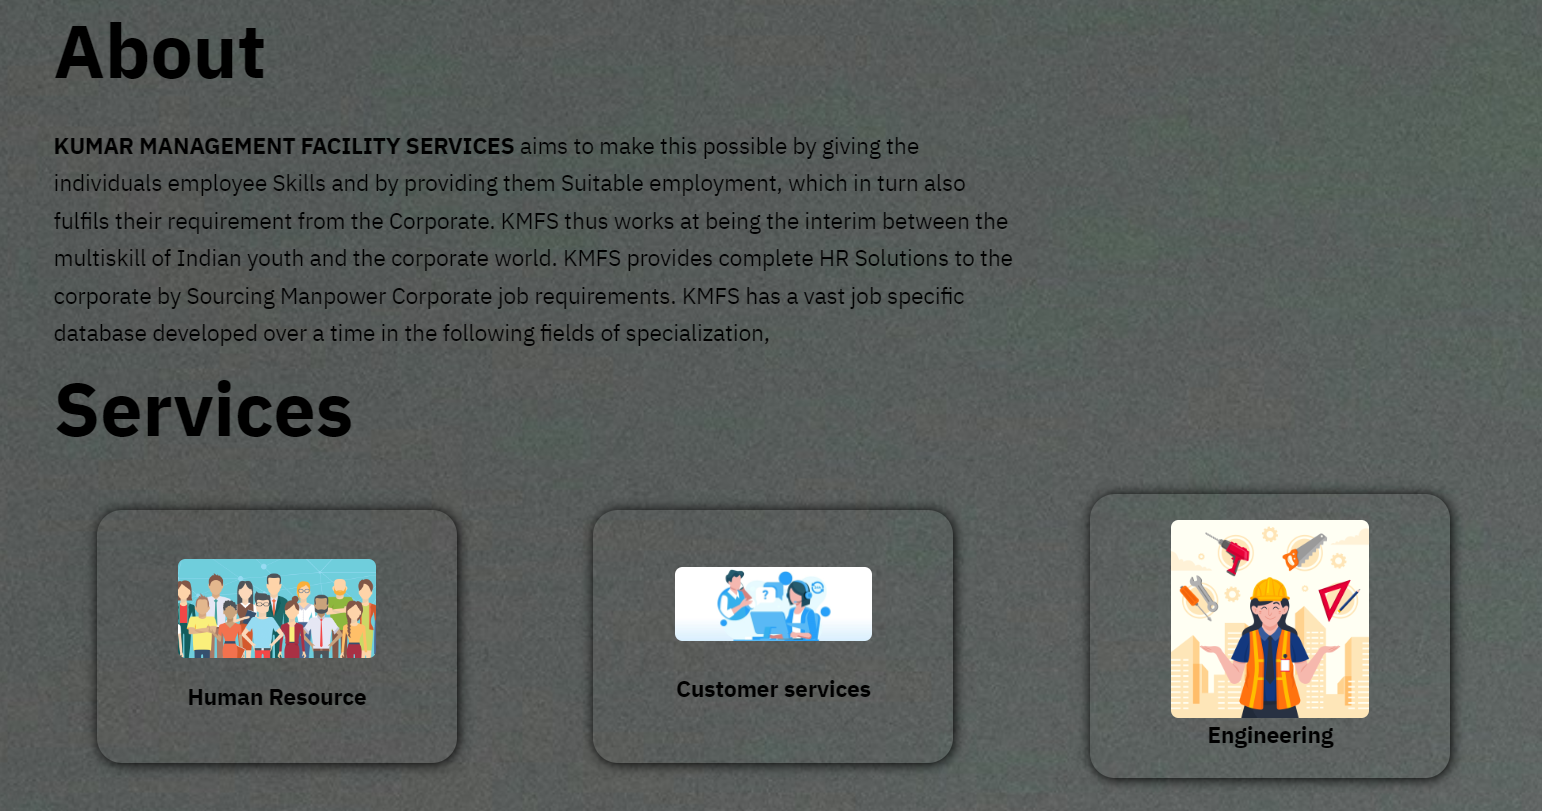 About
KUMAR MANAGEMENT FACILITY SERVICES aims to make this possible by giving the
individuals employee Skills and by providing them Suitable employment, which in turn also
fulfils their requirement from the Corporate. KMFS thus works at being the interim between the
multiskill of Indian youth and the corporate world. KMFS provides complete HR Solutions to the
corporate by Sourcing Manpower Corporate job requirements. KMFS has a vast job specific
database developed over a time in the following fields of specialization,
Services
?
Human Resource
Customer services
Engineering